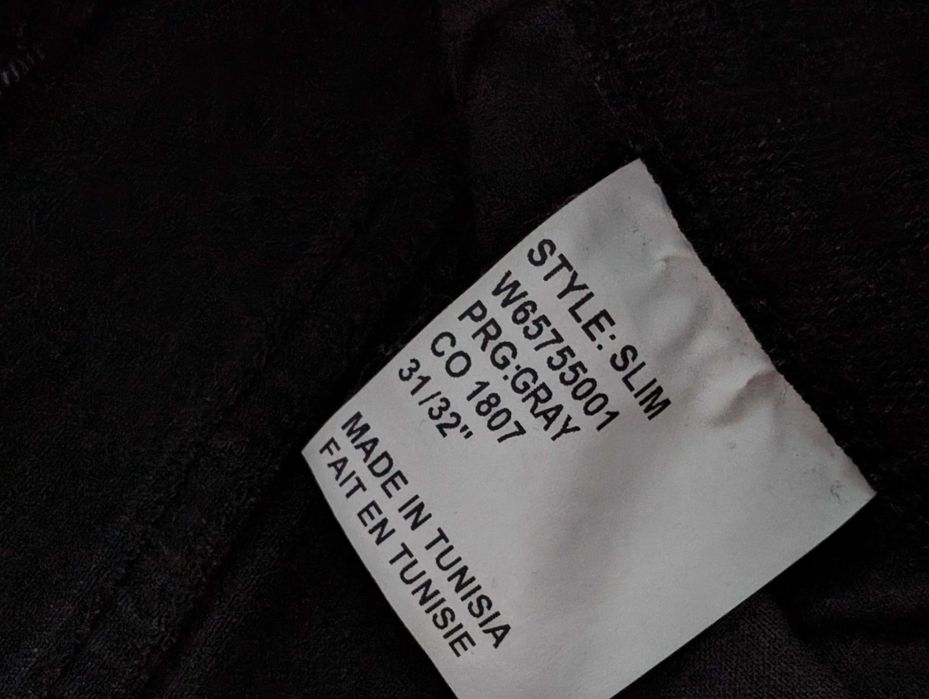 STYLE: SLIM
W65755001
PRG:GRAY
CO 1807
31/32"
MADE IN TUNISIA
FAIT EN TUNISIE